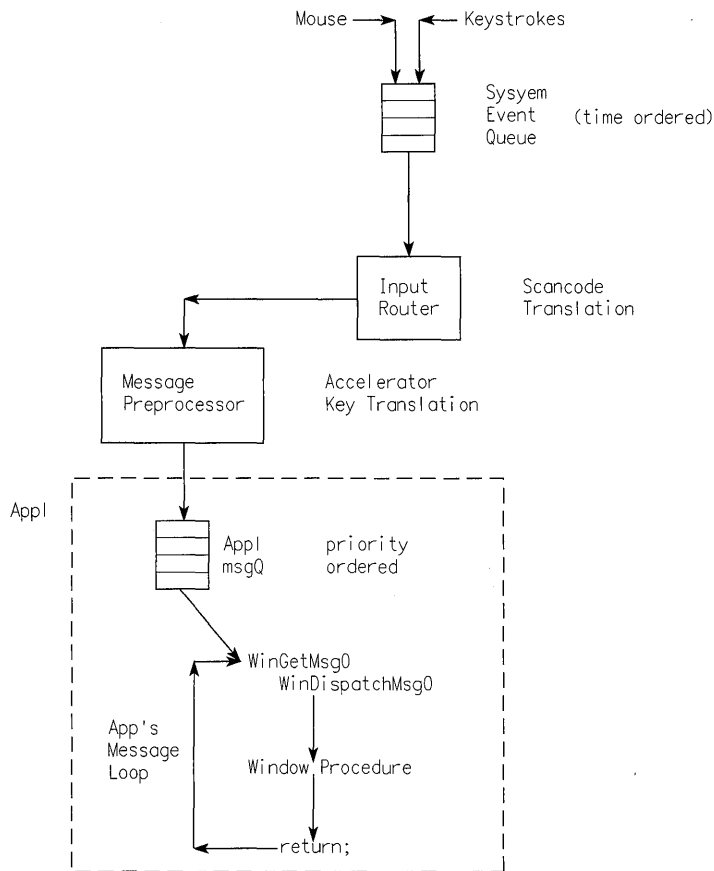 Mouse
Keystrokes
Sysyem
Event
Queue
(time ordered)
Input
Router
Scancode
Translation
Message
Preprocessor
Accelerator
Key Translation
Appl
Appl
msgQ
priority
ordered
WinGetMsg0
WinDispatchMsg0
App's
Message
Loop
Window Procedure
return;